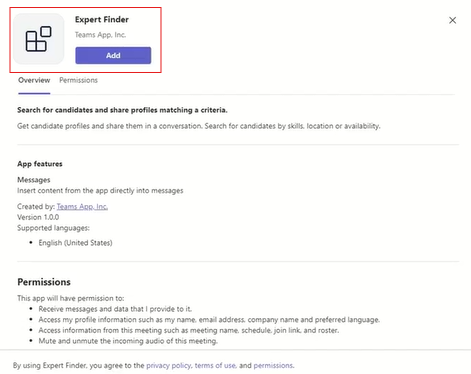 Expert Finder
Teams App, Inc.
Add
Overview Permissions
Search for candidates and share profiles matching a criteria.
Get candidate profiles and share them in a conversation. Search for candidates by skills, location or availability.
App features
Messages
Insert content from the app directly into messages
Created by: Teams App, Inc.
Version 1.0.0
Supported languages:
• English (United States)
Permissions
This app will have permission to:
• Receive messages and data that I provide to it.
• Access my profile information such as my name, email address, company name and preferred language.
• Access information from this meeting such as meeting name, schedule, join link, and roster.
• Mute and unmute the incoming audio of this meeting.
By using Expert Finder, you agree to the privacy policy, terms of use, and permissions.